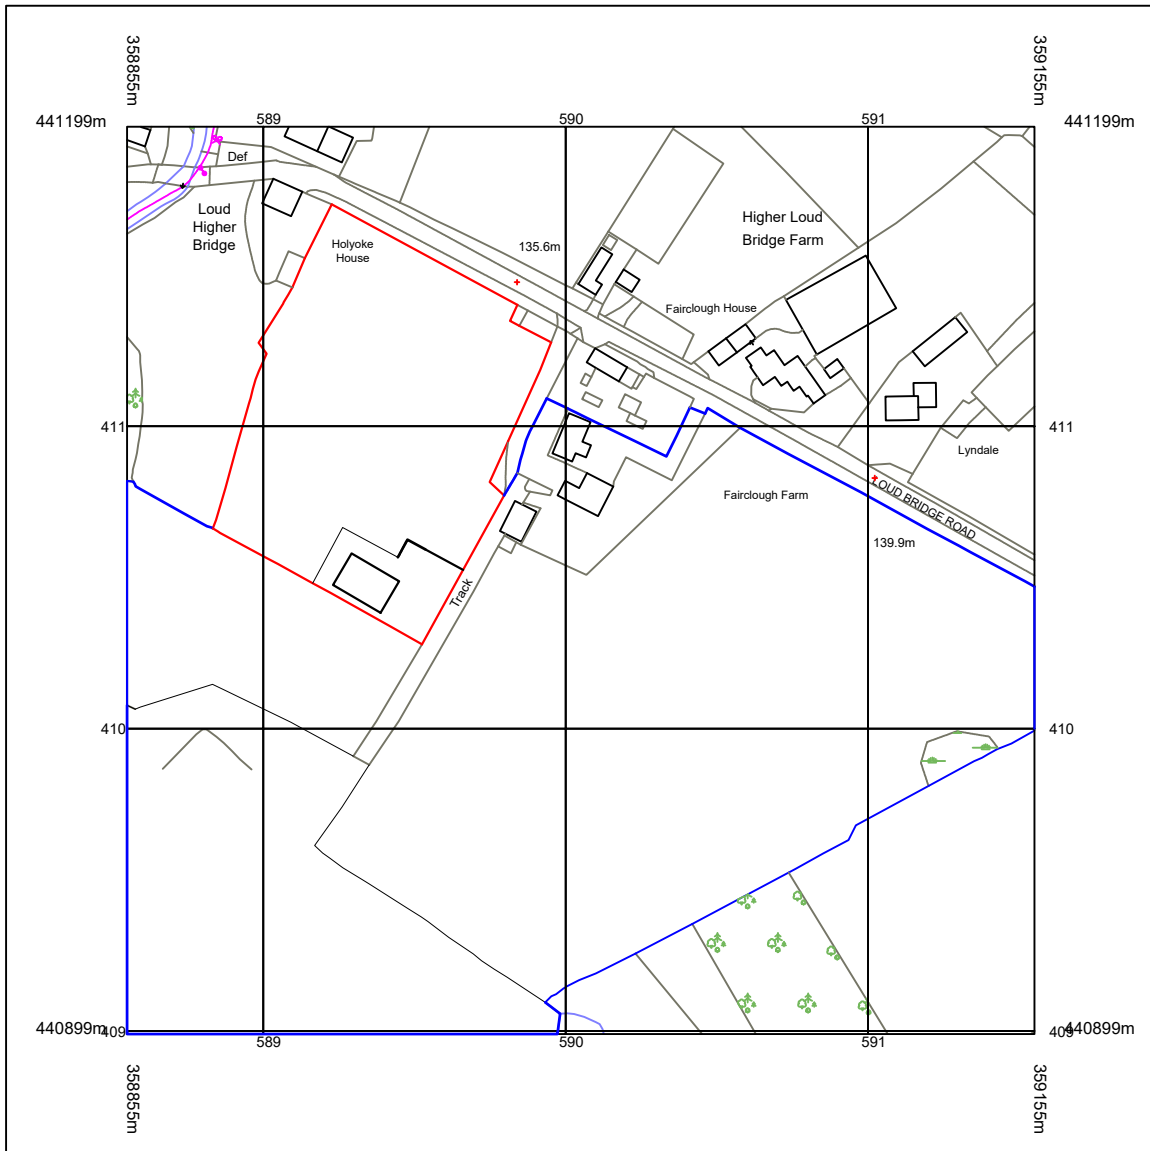 358855m
359155m
441199m
589
590
591
441199m
Def
Loud
Higher
Bridge
Holyoke
House
135.6m
Higher Loud
Bridge Farm
Fairclough House
411
411
Lyndale
LOUD BRIDGE ROAD
Fairclough Farm
139.9m
Track
410
410
440899m
409
409
440899m
589
590
591
358855m
359155m